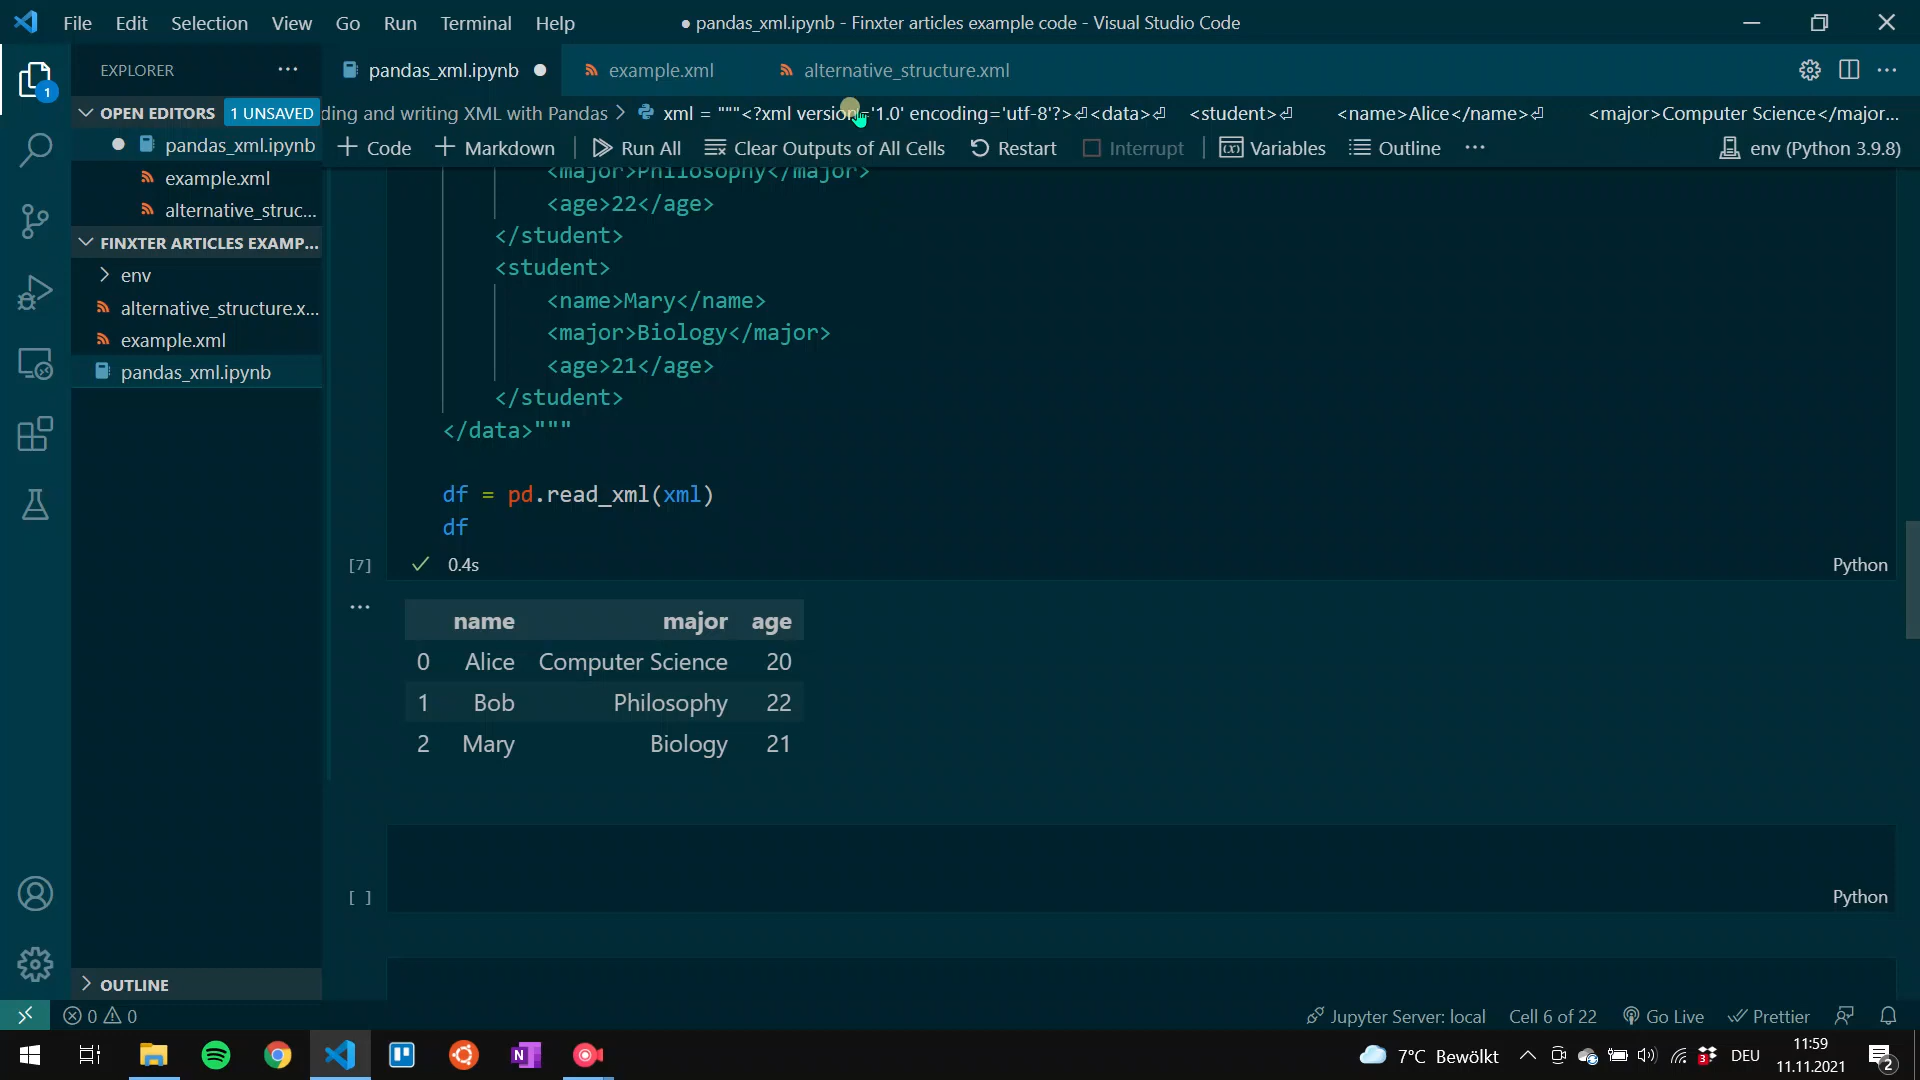 File Edit Selection View Go Run Terminal Help
● pandas_xml.ipynb - Finxter articles example code - Visual Studio Code
EXPLORER
pandas_xml.ipynb
example.xml
alternative_structure.xml
1
OPEN EDITORS
1 UNSAVED
pandas_xml.ipynb
example.xml
alternative_struc...
FINXTER ARTICLES EXAMP...
env
alternative_structure.x...
example.xml
pandas_xml.ipynb
OUTLINE
ding and writing XML with Pandas > xml = """<?xml version='1.0' encoding='utf-8'?>⏎<data>⏎ <student>⏎ <name>Alice</name>⏎ <major>Computer Science</major...
+ Code + Markdown Run All Clear Outputs of All Cells Restart Interrupt Variables Outline ...
env (Python 3.9.8)
<major>Philosophy</major>
<age>22</age>
</student>
<student>
<name>Mary</name>
<major>Biology</major>
<age>21</age>
</student>
</data>"""
df = pd.read_xml(xml)
df
[7] ✓ 0.4s Python
name major age
0 Alice Computer Science 20
1 Bob Philosophy 22
2 Mary Biology 21
[ ] Python
0 0
Jupyter Server: local Cell 6 of 22 Go Live Prettier
7°C Bewölkt DEU
11:59
11.11.2021
2